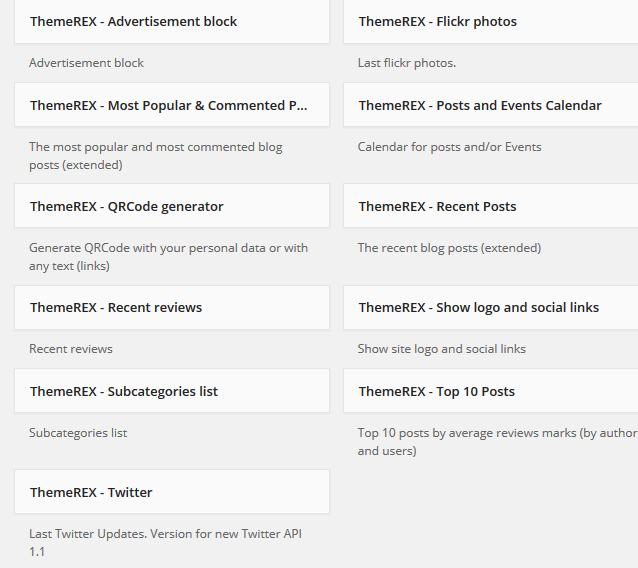 ThemeREX - Advertisement block
Advertisement block
ThemeREX - Flickr photos
Last flickr photos.
ThemeREX - Most Popular & Commented P...
The most popular and most commented blog
posts (extended)
ThemeREX - Posts and Events Calendar
Calendar for posts and/or Events
ThemeREX - QRCode generator
Generate QRCode with your personal data or with
any text (links)
ThemeREX - Recent Posts
The recent blog posts (extended)
ThemeREX - Recent reviews
Recent reviews
ThemeREX - Show logo and social links
Show site logo and social links
ThemeREX - Subcategories list
Subcategories list
ThemeREX - Top 10 Posts
Top 10 posts by average reviews marks (by author
and users)
ThemeREX - Twitter
Last Twitter Updates. Version for new Twitter API
1.1